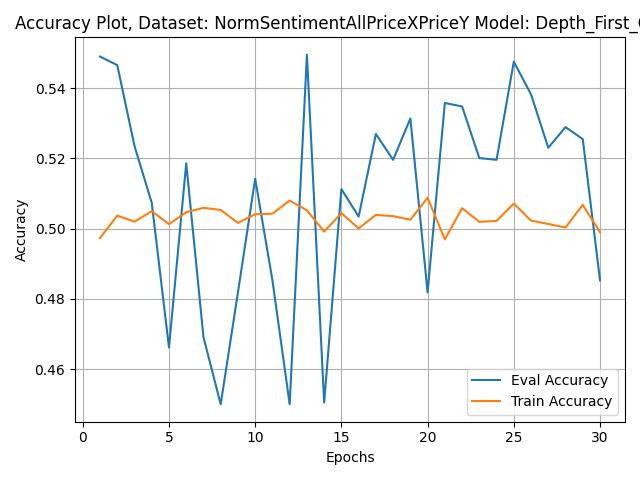 Accuracy Plot, Dataset: NormSentimentAllPriceXPriceY Model: Depth_First_
0.54
0.52
0.50
0.48
0.46
Accuracy
Eval Accuracy
Train Accuracy
0 5 10 15 20 25 30
Epochs